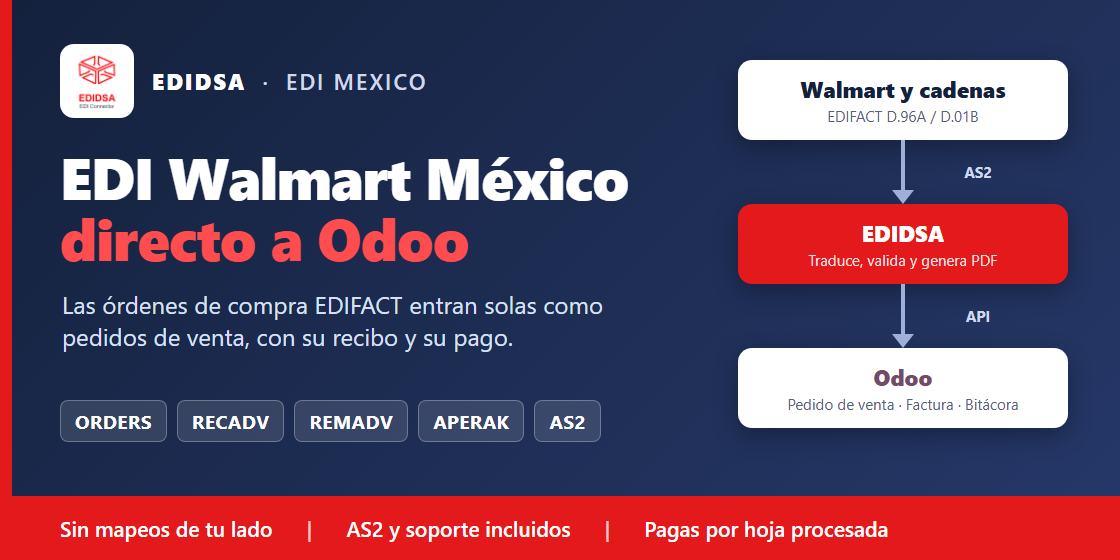 EDIDSA
EDI Connector
EDIDSA · EDI MEXICO
EDI Walmart México
directo a Odoo
Las órdenes de compra EDIFACT entran solas como
pedidos de venta, con su recibo y su pago.
ORDERS
RECADV
REMADV
APERAK
AS2
Walmart y cadenas
EDIFACT D.96A / D.01B
AS2
EDIDSA
Traduce, valida y genera PDF
API
Odoo
Pedido de venta · Factura · Bitácora
Sin mapeos de tu lado | AS2 y soporte incluidos | Pagas por hoja procesada